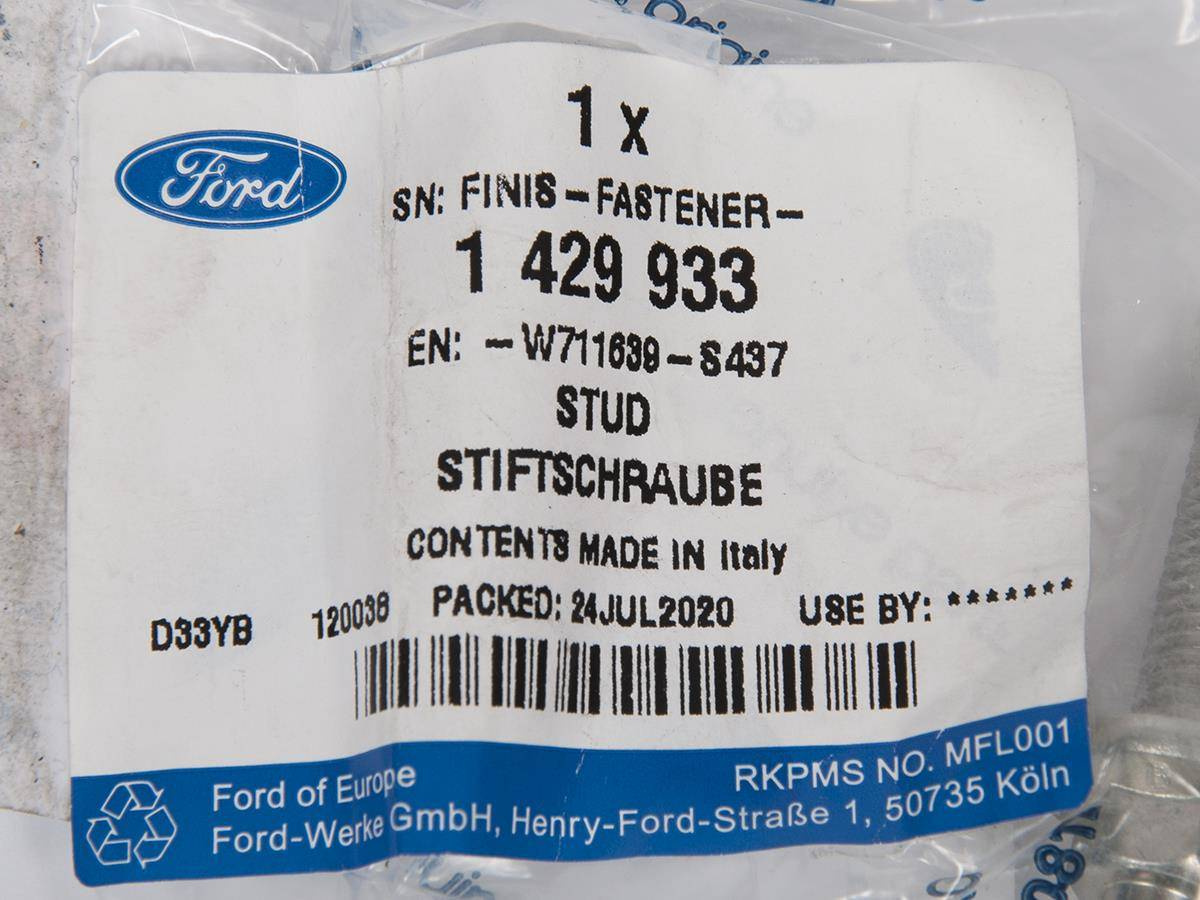 Ford
1 x
SN: FINIS-FASTENER-
1 429 933
EN: -W711639-S437
STUD
STIFTSCHRAUBE
CONTENTS MADE IN Italy
D33YB 120038 PACKED: 24JUL2020 USE BY: *******
Ford of Europe RKPMS NO. MFL001
Ford-Werke GmbH, Henry-Ford-Straße 1, 50735 Köln